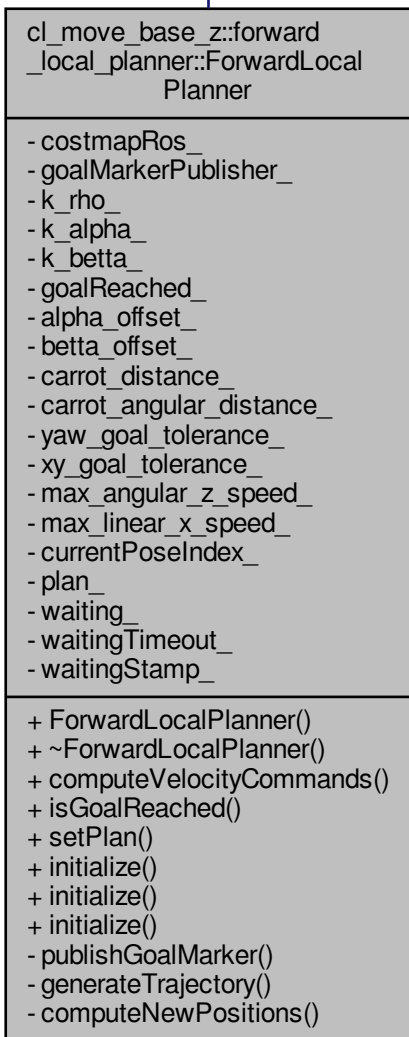 cl_move_base_z::forward
_local_planner::ForwardLocal
Planner
- costmapRos_
- goalMarkerPublisher_
- k_rho_
- k_alpha_
- k_betta_
- goalReached_
- alpha_offset_
- betta_offset_
- carrot_distance_
- carrot_angular_distance_
- yaw_goal_tolerance_
- xy_goal_tolerance_
- max_angular_z_speed_
- max_linear_x_speed_
- currentPoseIndex_
- plan_
- waiting_
- waitingTimeout_
- waitingStamp_
+ ForwardLocalPlanner()
+ ~ForwardLocalPlanner()
+ computeVelocityCommands()
+ isGoalReached()
+ setPlan()
+ initialize()
+ initialize()
+ initialize()
- publishGoalMarker()
- generateTrajectory()
- computeNewPositions()